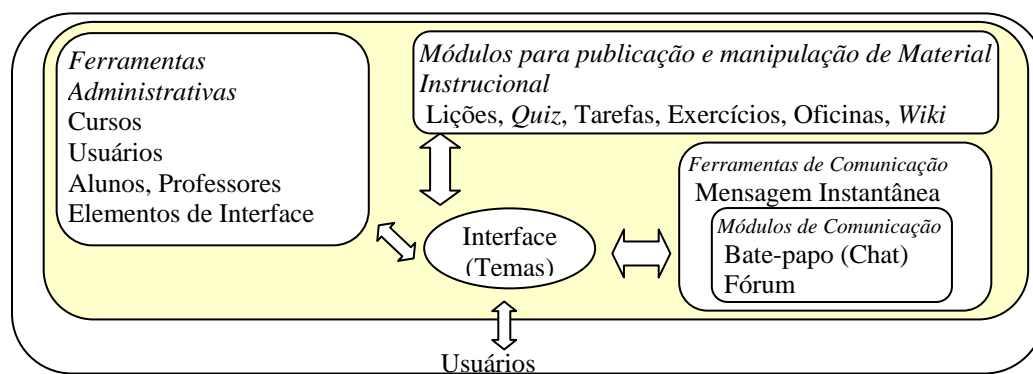 Ferramentas
Administrativas
Cursos
Usuários
Alunos, Professores
Elementos de Interface
Módulos para publicação e manipulação de Material
Instrucional
Lições, Quiz, Tarefas, Exercícios, Oficinas, Wiki
Ferramentas de Comunicação
Mensagem Instantânea
Módulos de Comunicação
Bate-papo (Chat)
Fórum
Interface
(Temas)
Usuários